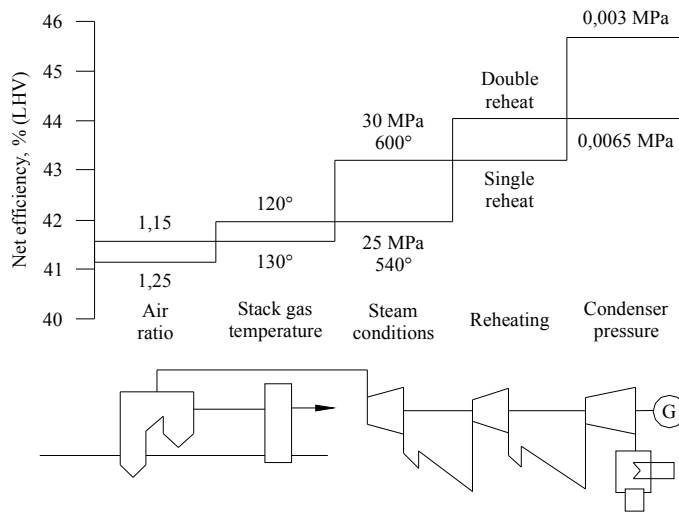 Net efficiency, % (LHV)
46
45
44
43
42
41
40
1,15
1,25
Air
ratio
120°
130°
Stack gas
temperature
30 MPa
600°
25 MPa
540°
Steam
conditions
Double
reheat
Single
reheat
Reheating
0,003 MPa
0,0065 MPa
Condenser
pressure
G